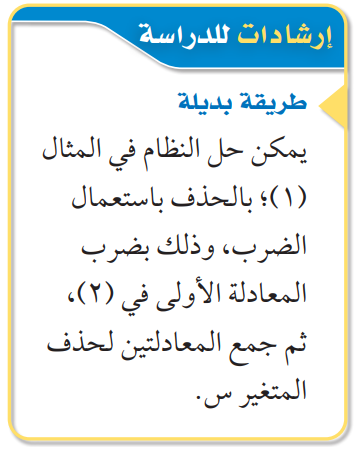 إرشادات للدراسة
طريقة بديلة
يمكن حل النظام في المثال
(١)؛ بالحذف باستعمال
الضرب، وذلك بضرب
المعادلة الأولى في (٢)،
ثم جمع المعادلتين لحذف
المتغير س.